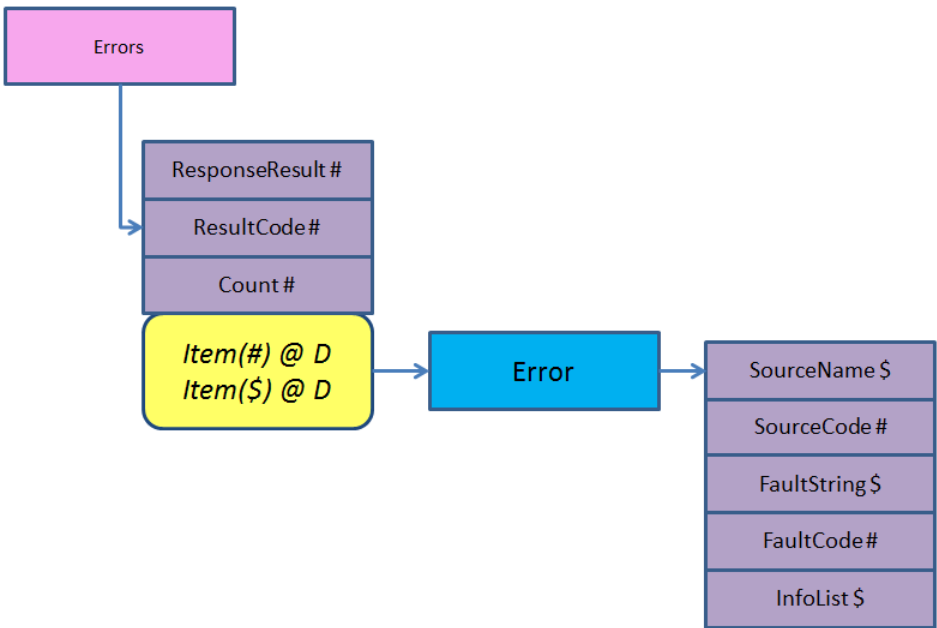 Errors
ResponseResult #
ResultCode #
Count #
Item(#) @ D
Item($) @ D
Error
SourceName $
SourceCode #
FaultString $
FaultCode #
InfoList $